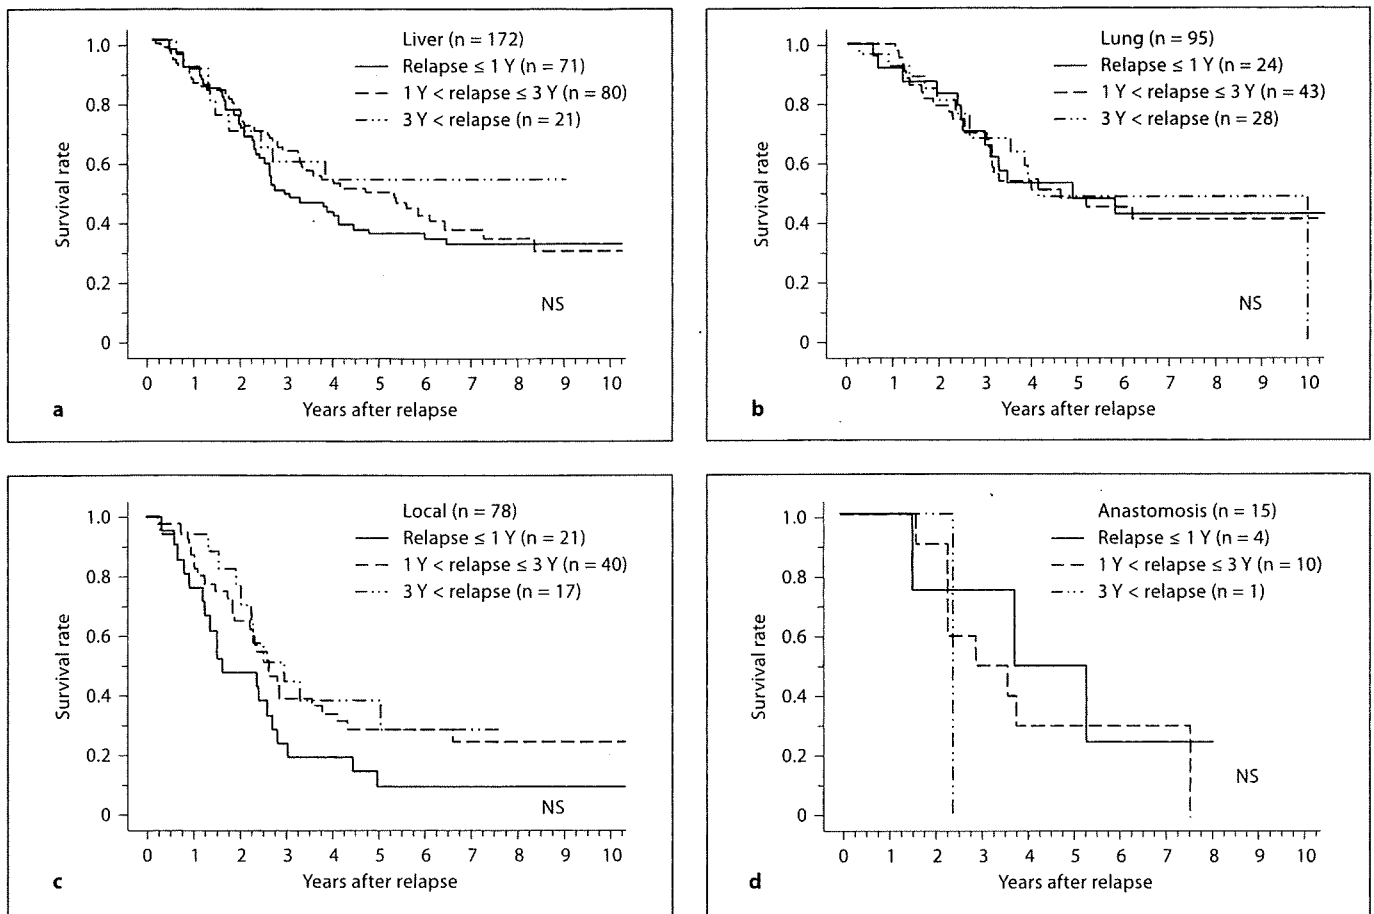 Liver (n = 172)
Relapse ≤ 1 Y (n = 71)
1 Y < relapse ≤ 3 Y (n = 80)
3 Y < relapse (n = 21)
Survival rate
1.0
0.8
0.6
0.4
0.2
0
NS
0 1 2 3 4 5 6 7 8 9 10
Years after relapse
a
Lung (n = 95)
Relapse ≤ 1 Y (n = 24)
1 Y < relapse ≤ 3 Y (n = 43)
3 Y < relapse (n = 28)
Survival rate
1.0
0.8
0.6
0.4
0.2
0
NS
0 1 2 3 4 5 6 7 8 9 10
Years after relapse
b
Local (n = 78)
Relapse ≤ 1 Y (n = 21)
1 Y < relapse ≤ 3 Y (n = 40)
3 Y < relapse (n = 17)
Survival rate
1.0
0.8
0.6
0.4
0.2
0
NS
0 1 2 3 4 5 6 7 8 9 10
Years after relapse
c
Anastomosis (n = 15)
Relapse ≤ 1 Y (n = 4)
1 Y < relapse ≤ 3 Y (n = 10)
3 Y < relapse (n = 1)
Survival rate
1.0
0.8
0.6
0.4
0.2
0
NS
0 1 2 3 4 5 6 7 8 9 10
Years after relapse
d